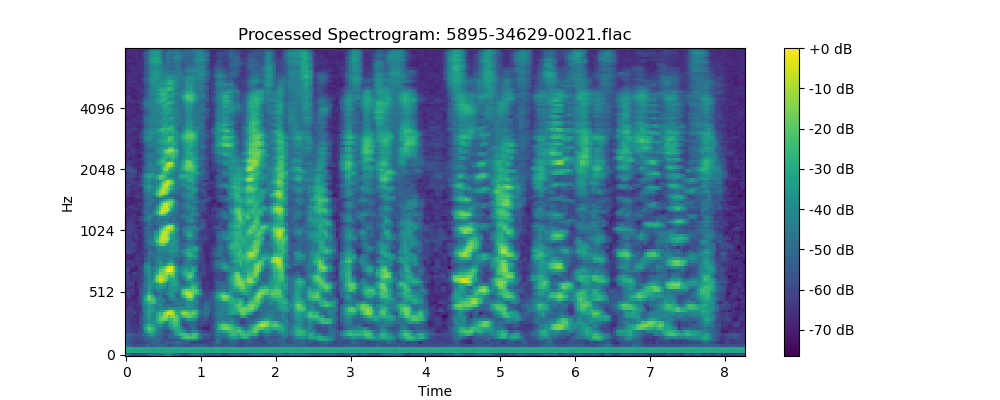 Processed Spectrogram: 5895-34629-0021.flac
Hz
4096
2048
1024
512
0
0 1 2 3 4 5 6 7 8
Time
+0 dB
-10 dB
-20 dB
-30 dB
-40 dB
-50 dB
-60 dB
-70 dB